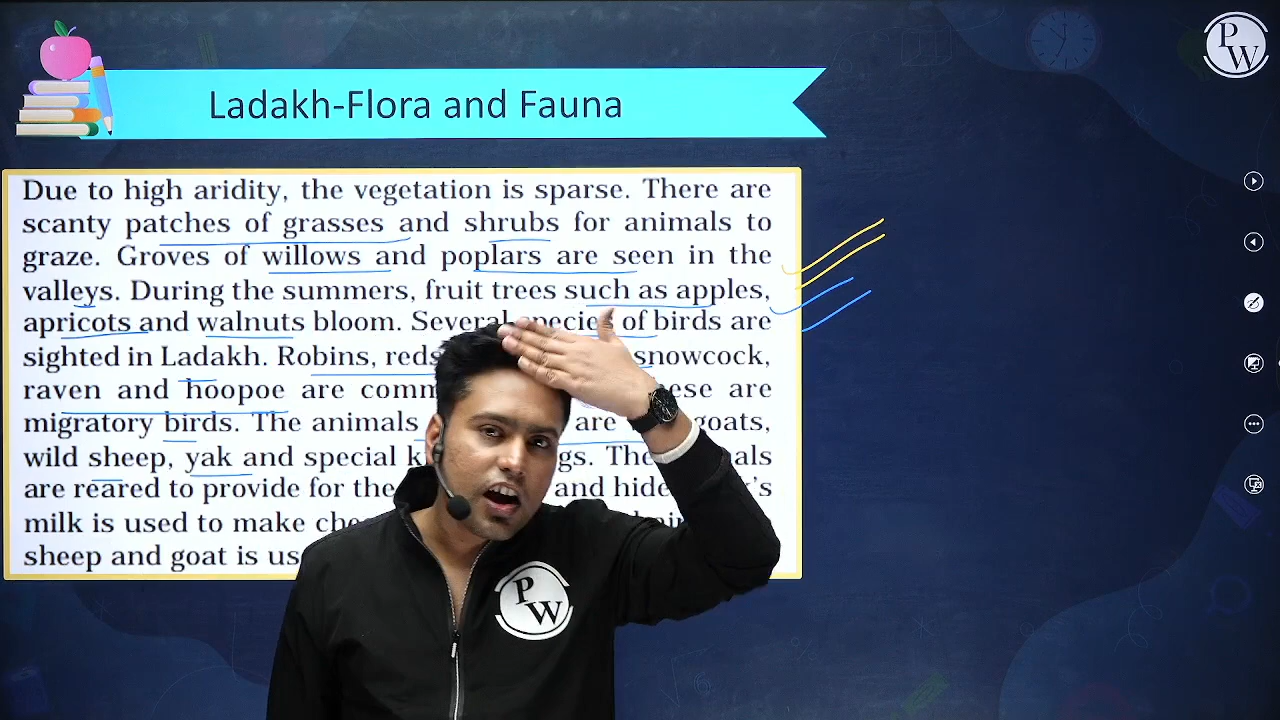 Ladakh-Flora and Fauna
Due to high aridity, the vegetation is sparse. There are
scanty patches of grasses and shrubs for animals to
graze. Groves of willows and poplars are seen in the
valleys. During the summers, fruit trees such as apples,
apricots and walnuts bloom. Several species of birds are
sighted in Ladakh. Robins, snowcock,
raven and hoopoe are are
migratory birds. The animals are goats,
wild sheep, yak and special
are reared to provide for the and
milk is used to make
sheep and goat is
PW
PW